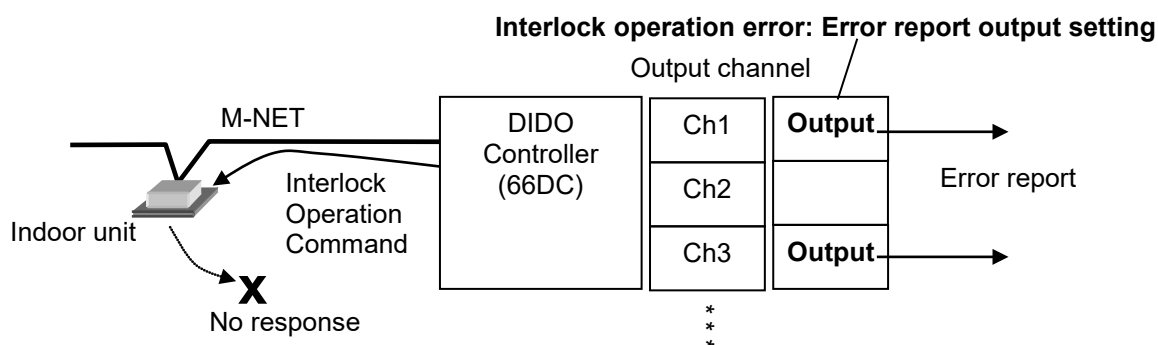 Interlock operation error: Error report output setting
Output channel
M-NET
DIDO
Controller
(66DC)
Ch1
Output
Ch2
Ch3
Output
Error report
Interlock
Operation
Command
Indoor unit
X
No response
*
*
*